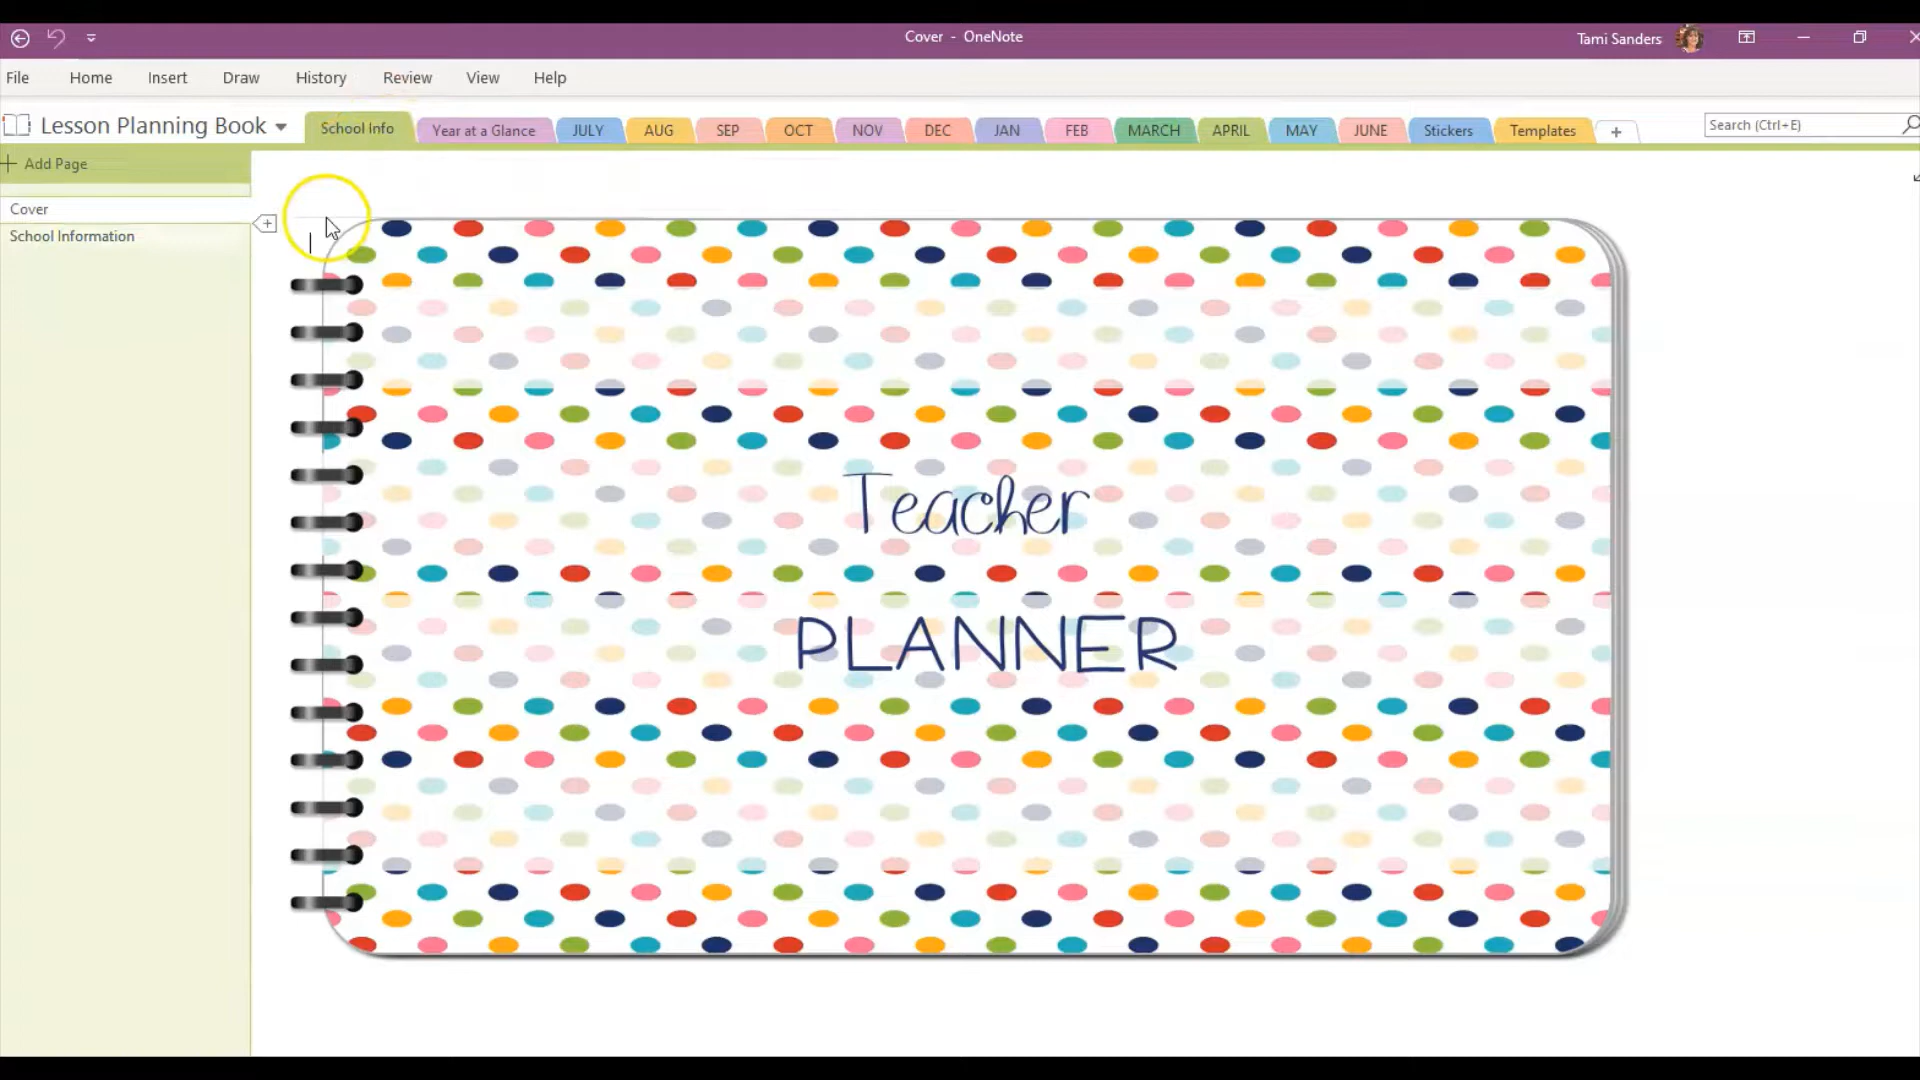 Cover - OneNote
Tami Sanders
File Home Insert Draw History Review View Help
Lesson Planning Book School Info Year at a Glance JULY AUG SEP OCT NOV DEC JAN FEB MARCH APRIL MAY JUNE Stickers Templates Search (Ctrl+E)
Add Page
Cover
School Information
Teacher
PLANNER